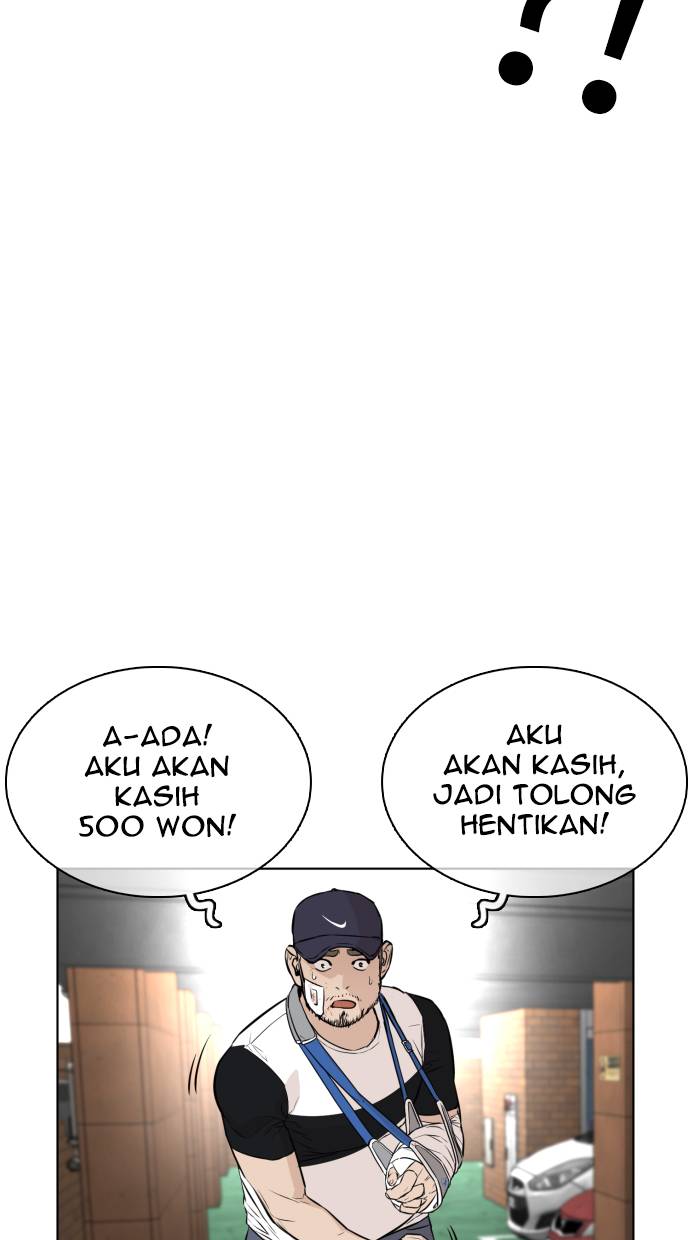 ?!
A-ADA!
AKU AKAN
KASIH
500 WON!
AKU
AKAN KASIH,
JADI TOLONG
HENTIKAN!